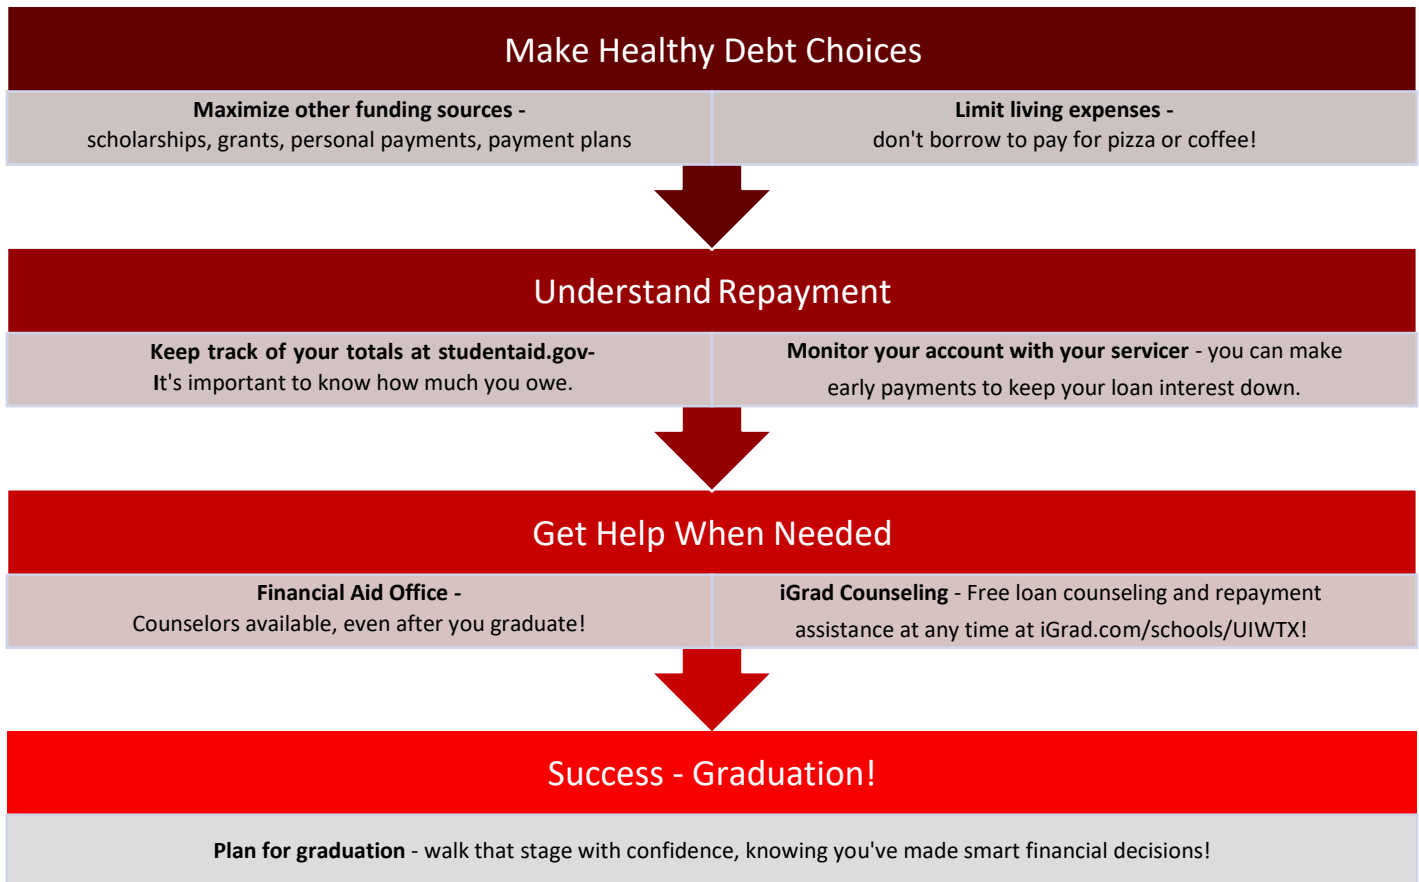 Make Healthy Debt Choices
Maximize other funding sources -
scholarships, grants, personal payments, payment plans
Limit living expenses -
don't borrow to pay for pizza or coffee!
Understand Repayment
Keep track of your totals at studentaid.gov-
It's important to know how much you owe.
Monitor your account with your servicer - you can make
early payments to keep your loan interest down.
Get Help When Needed
Financial Aid Office -
Counselors available, even after you graduate!
iGrad Counseling - Free loan counseling and repayment
assistance at any time at iGrad.com/schools/UIWTX!
Success - Graduation!
Plan for graduation - walk that stage with confidence, knowing you've made smart financial decisions!